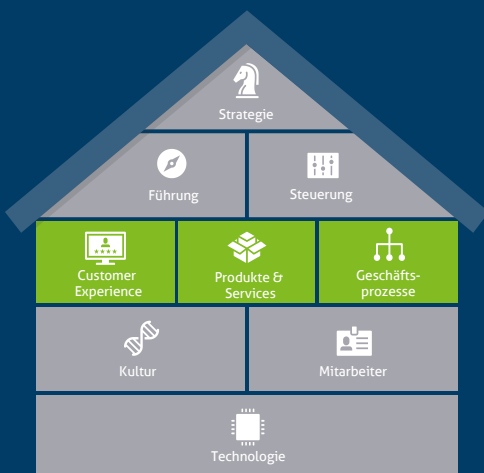 Strategie
Führung
Steuerung
Customer
Experience
Produkte &
Services
Geschäfts-
prozesse
Kultur
Mitarbeiter
Technologie